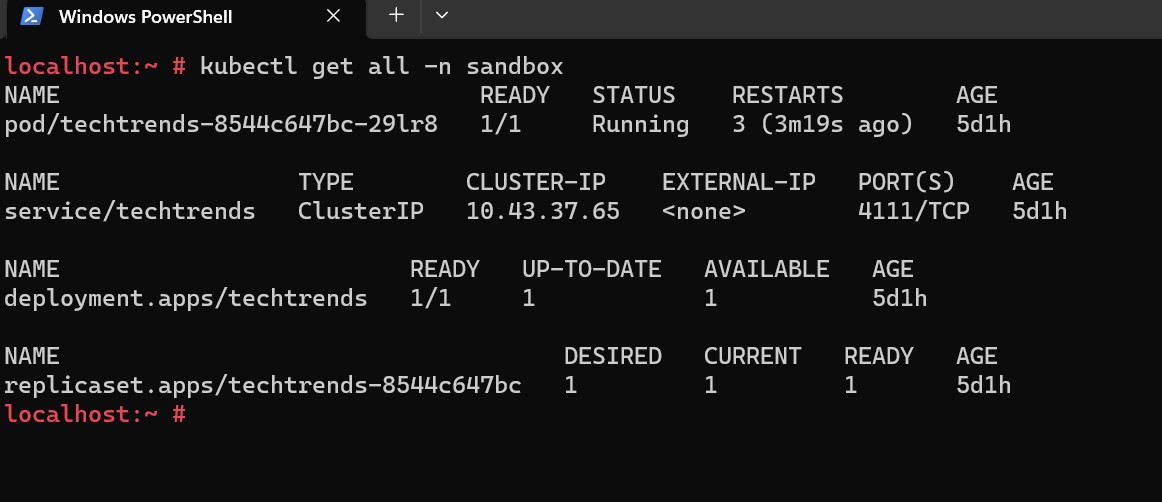 Windows PowerShell
localhost:~ # kubectl get all -n sandbox
NAME                                  READY   STATUS    RESTARTS        AGE
pod/techtrends-8544c647bc-29lr8   1/1     Running   3 (3m19s ago)   5d1h
NAME                 TYPE        CLUSTER-IP    EXTERNAL-IP   PORT(S)    AGE
service/techtrends   ClusterIP   10.43.37.65   <none>        4111/TCP   5d1h
NAME                         READY   UP-TO-DATE   AVAILABLE   AGE
deployment.apps/techtrends   1/1     1            1           5d1h
NAME                                    DESIRED   CURRENT   READY   AGE
replicaset.apps/techtrends-8544c647bc   1         1         1       5d1h
localhost:~ #